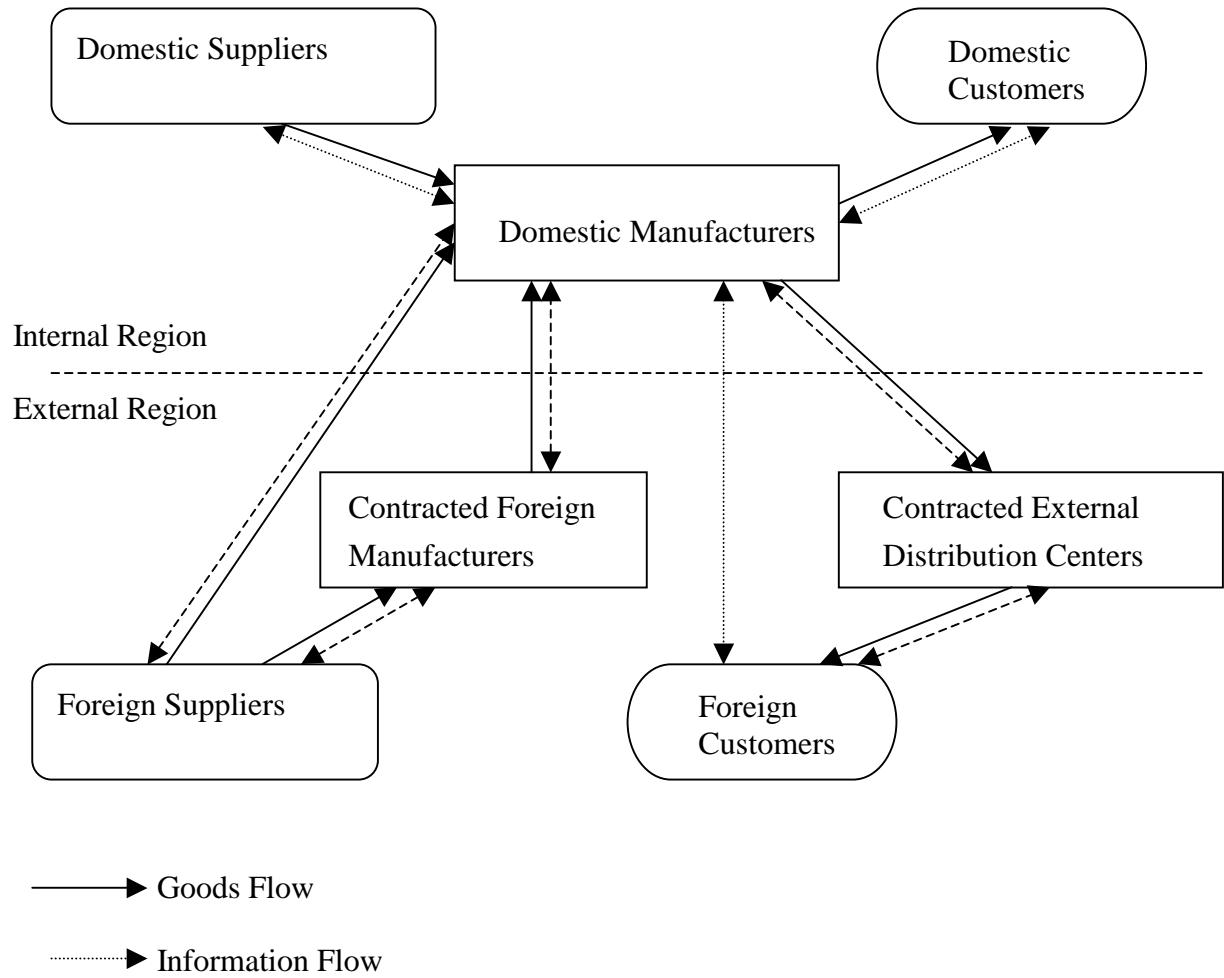 Domestic Suppliers
Domestic
Customers
Domestic Manufacturers
Internal Region
External Region
Contracted Foreign
Manufacturers
Contracted External
Distribution Centers
Foreign Suppliers
Foreign
Customers
Goods Flow
Information Flow